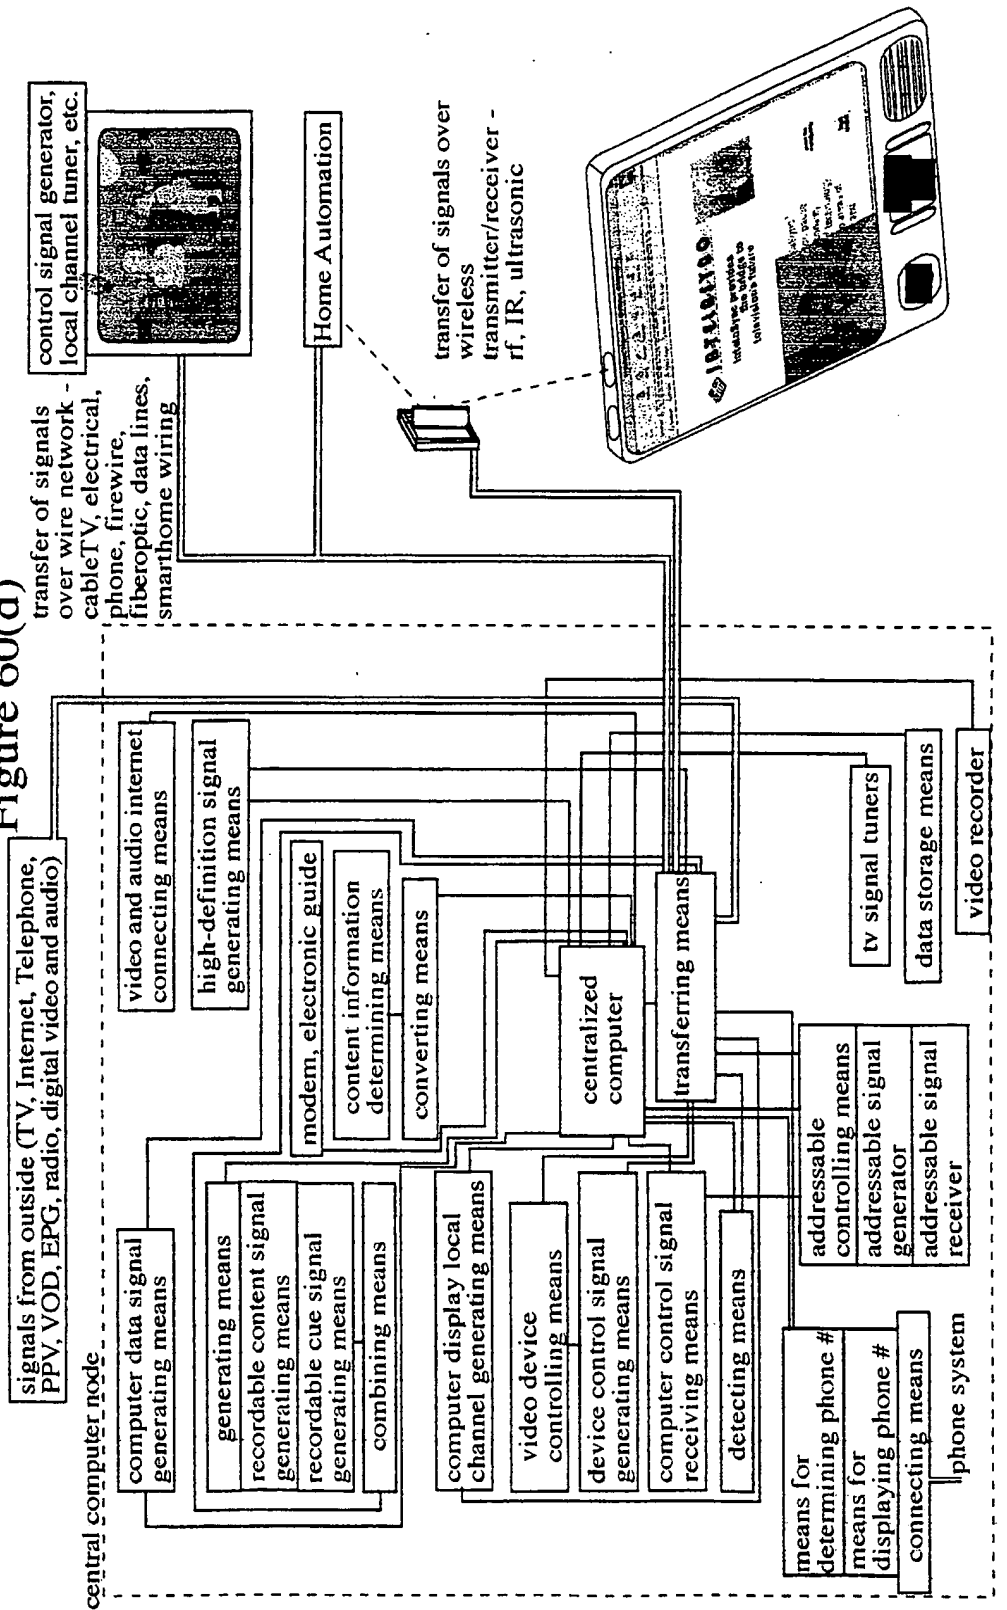 Figure 60(d)
signals from outside (TV, Internet, Telephone,
PPV, VOD, EPG, radio, digital video and audio)
transfer of signals
over wire network -
cableTV, electrical,
phone, firewire,
fiberoptic, data lines,
smarthome wiring
control signal generator,
local channel tuner, etc.
Home Automation
transfer of signals over
wireless
transmitter/receiver -
rf, IR, ultrasonic
central computer node
computer data signal
generating means
generating means
recordable content signal
generating means
recordable cue signal
generating means
combining means
computer display local
channel generating means
video device
controlling means
device control signal
generating means
computer control signal
receiving means
detecting means
means for
determining phone #
means for
displaying phone #
connecting means
phone system
video and audio internet
connecting means
high-definition signal
generating means
modem, electronic guide
content information
determining means
converting means
centralized
computer
transferring means
addressable
controlling means
addressable signal
generator
addressable signal
receiver
tv signal tuners
data storage means
video recorder
the bridge to
television's future